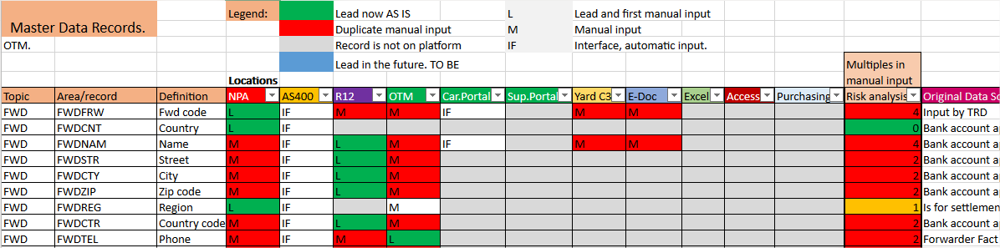 Legend: Lead now AS IS L Lead and first manual input
Master Data Records. Duplicate manual input M Manual input
OTM. Record is not on platform IF Interface, automatic input.
Lead in the future. TO BE Multiples in
Locations manual input
Topic Area/record Definition NPA AS400 R12 OTM Car.Portal Sup.Portal Yard C3 E-Doc Excel Access Purchasing Risk analysis Original Data
FWD FWDFRW Fwd code L IF M M IF M M 4 Input by TRD
FWD FWDCNT Country L IF 0 Bank account
FWD FWDNAM Name M IF L M IF M M 4 Bank account
FWD FWDSTR Street M IF L M 2 Bank account
FWD FWDCTY City M IF L M 2 Bank account
FWD FWDZIP Zip code M IF L M 2 Bank account
FWD FWDREG Region L IF M 1 Is for settlemen
FWD FWDCTR Country code M IF L M 2 Bank account
FWD FWDTEL Phone M IF M L 2 Forwarder Fact